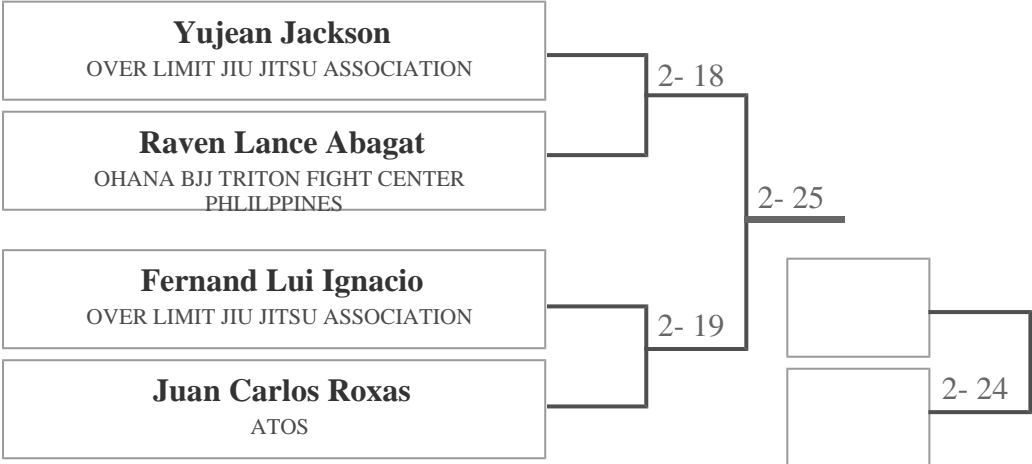 Yujean Jackson
OVER LIMIT JIU JITSU ASSOCIATION
2- 18
Raven Lance Abagat
OHANA BJJ TRITON FIGHT CENTER
PHLILPPINES
2- 25
Fernand Lui Ignacio
OVER LIMIT JIU JITSU ASSOCIATION
2- 19
Juan Carlos Roxas
ATOS
2- 24